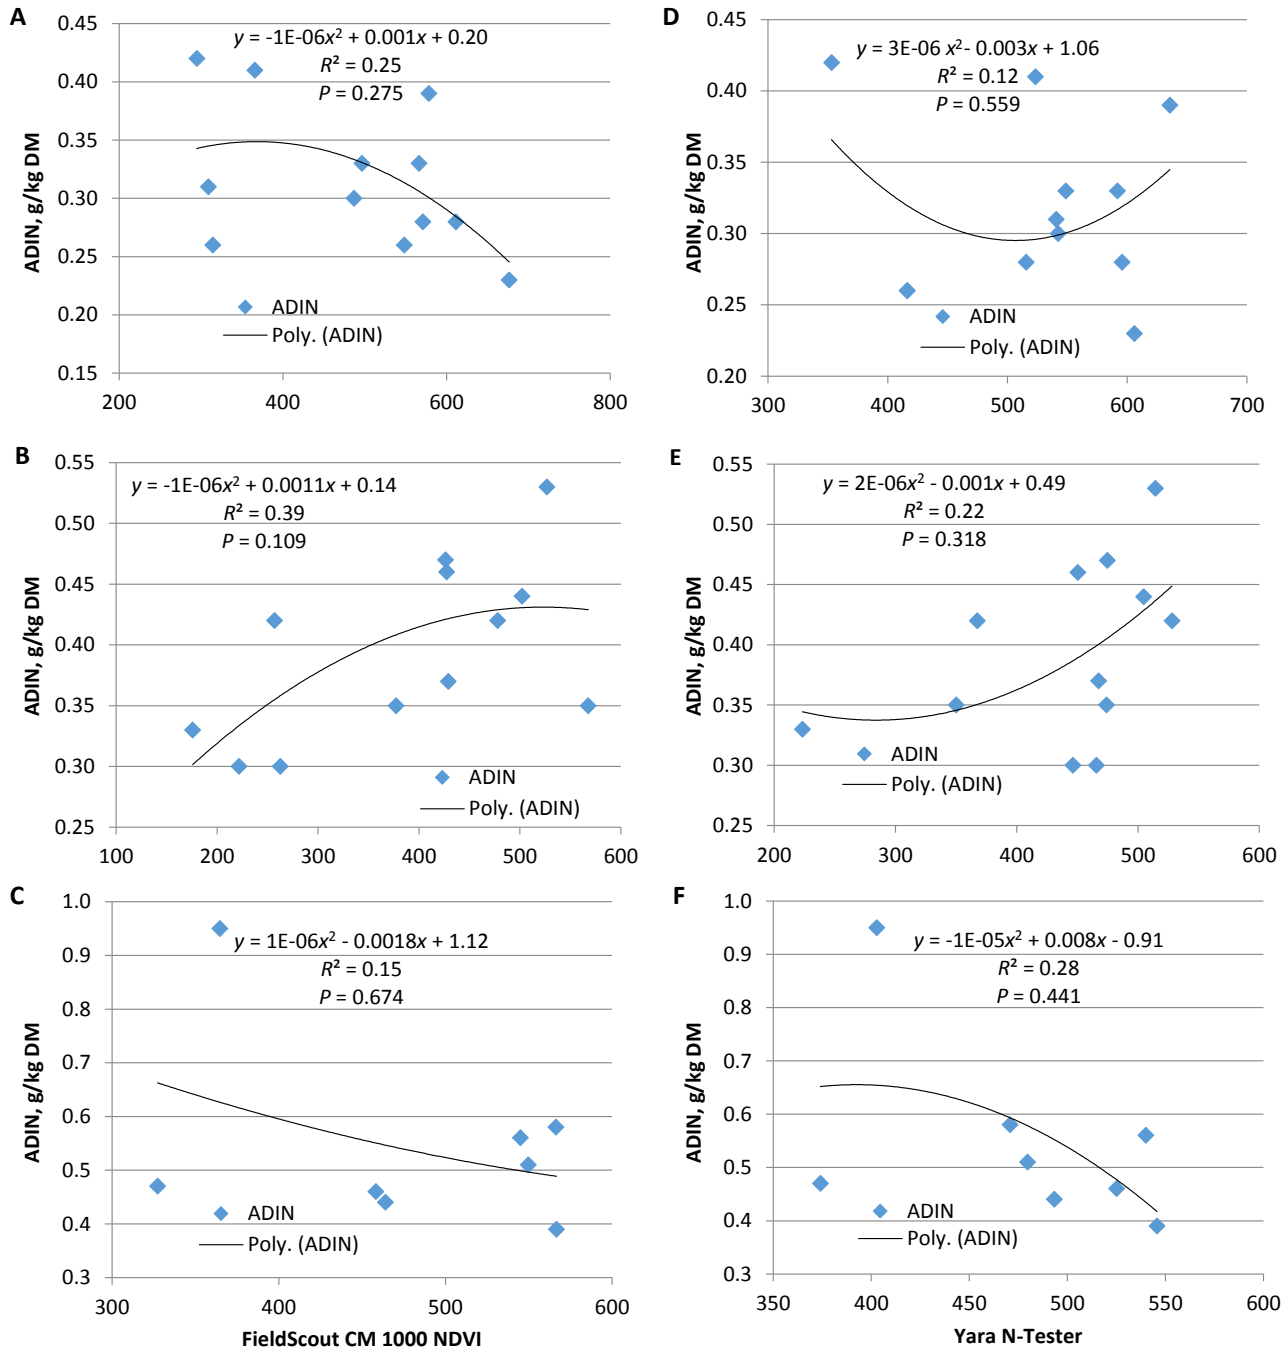 A
0.45
0.40
0.35
0.30
0.25
0.20
0.15
ADIN, g/kg DM
y = -1E-06x² + 0.001x + 0.20
R² = 0.25
P = 0.275
ADIN
Poly. (ADIN)
200 400 600 800
D
0.45
0.40
0.35
0.30
0.25
0.20
ADIN, g/kg DM
y = 3E-06 x²- 0.003x + 1.06
R² = 0.12
P = 0.559
ADIN
Poly. (ADIN)
300 400 500 600 700
B
0.55
0.50
0.45
0.40
0.35
0.30
0.25
ADIN, g/kg DM
y = -1E-06x² + 0.0011x + 0.14
R² = 0.39
P = 0.109
ADIN
Poly. (ADIN)
100 200 300 400 500 600
E
0.55
0.50
0.45
0.40
0.35
0.30
0.25
ADIN, g/kg DM
y = 2E-06x² - 0.001x + 0.49
R² = 0.22
P = 0.318
ADIN
Poly. (ADIN)
200 300 400 500 600
C
1.0
0.9
0.8
0.7
0.6
0.5
0.4
0.3
ADIN, g/kg DM
y = 1E-06x² - 0.0018x + 1.12
R² = 0.15
P = 0.674
ADIN
Poly. (ADIN)
300 400 500 600
FieldScout CM 1000 NDVI
F
1.0
0.9
0.8
0.7
0.6
0.5
0.4
0.3
ADIN, g/kg DM
y = -1E-05x² + 0.008x - 0.91
R² = 0.28
P = 0.441
ADIN
Poly. (ADIN)
350 400 450 500 550 600
Yara N-Tester